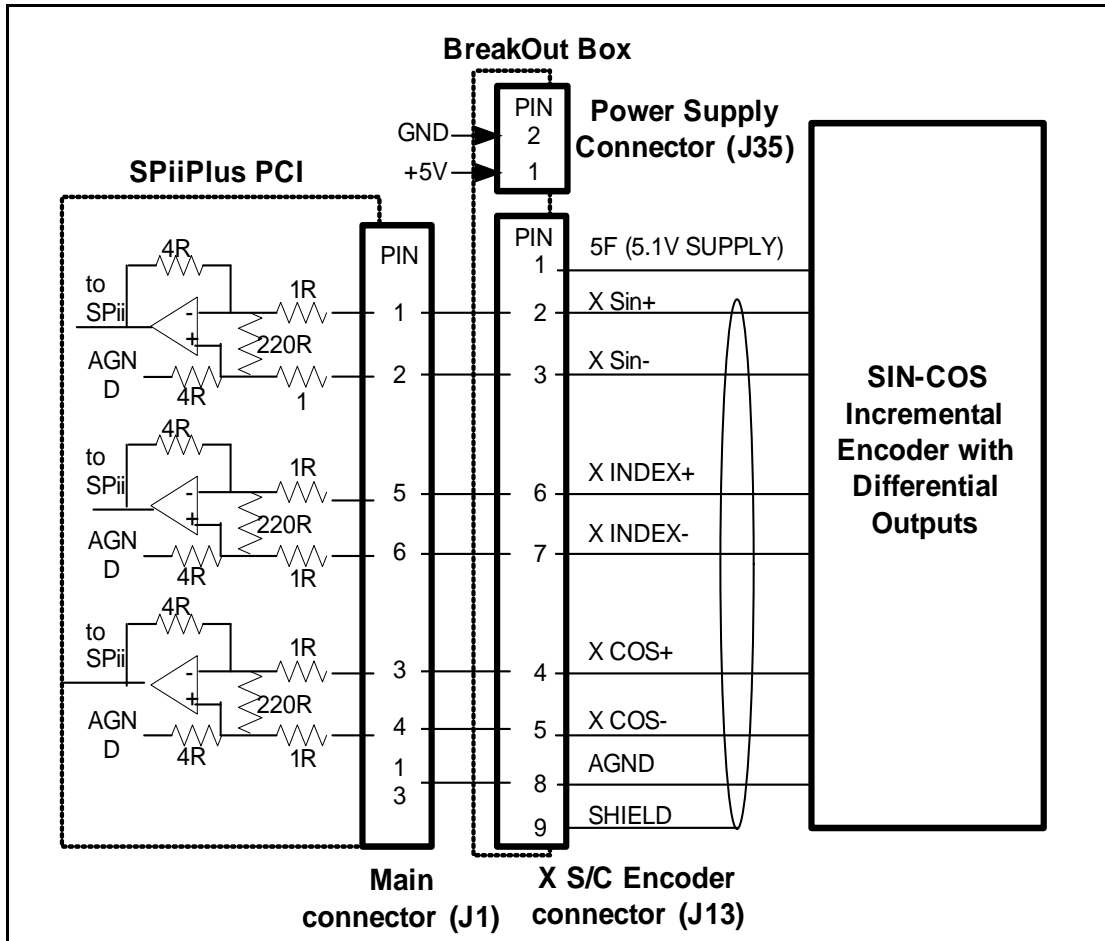 BreakOut Box
PIN
2
1
GND
+5V
Power Supply
Connector (J35)
SPiiPlus PCI
4R
to
SPii
-
+
1R
220R
AGN
D
4R
1
4R
to
SPii
-
+
1R
220R
AGN
D
4R
1R
4R
to
SPii
-
+
1R
220R
AGN
D
4R
1R
PIN
1
2
5
6
3
4
1
3
Main
connector (J1)
PIN
1
2
3
6
7
4
5
8
9
X S/C Encoder
connector (J13)
5F (5.1V SUPPLY)
X Sin+
X Sin-
X INDEX+
X INDEX-
X COS+
X COS-
AGND
SHIELD
SIN-COS
Incremental
Encoder with
Differential
Outputs